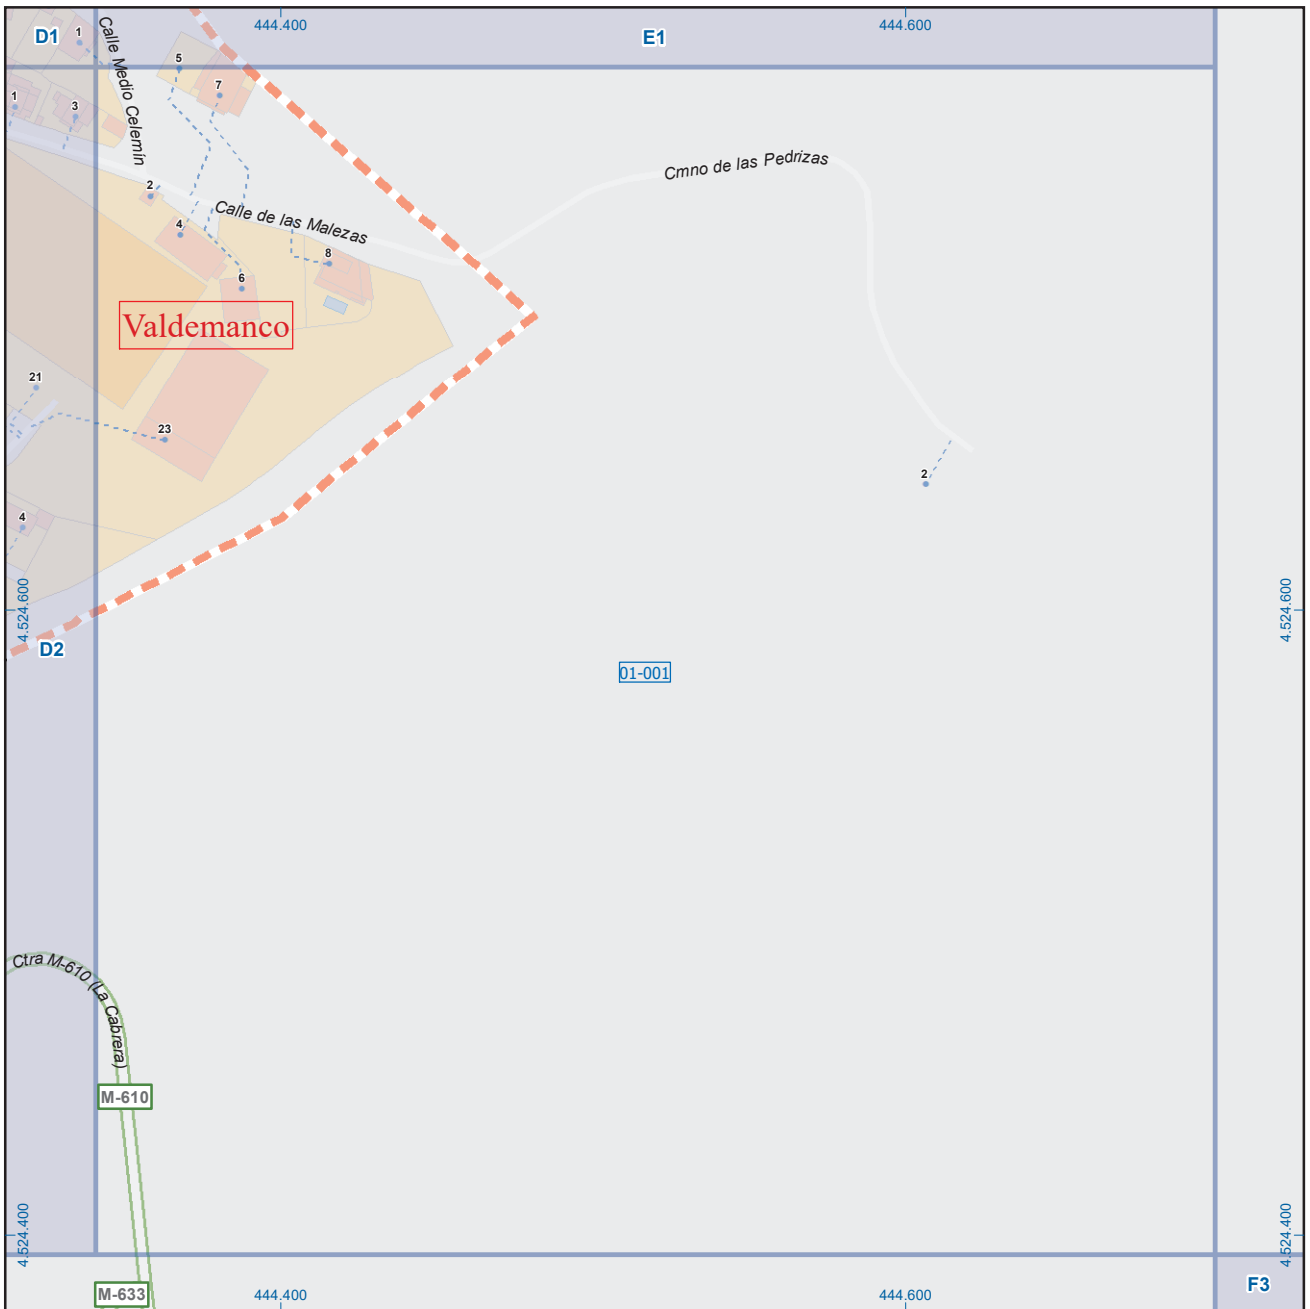 444.400
444.600
D1
E1
1
Calle Medio Celemín
5
7
1
3
Cmno de las Pedrizas
2
Calle de las Malezas
4
8
6
Valdemanco
21
23
2
4
4.524.600
4.524.600
D2
01-001
Ctra M-610 (La Cabrera)
M-610
4.524.400
4.524.400
M-633
444.400
444.600
F3